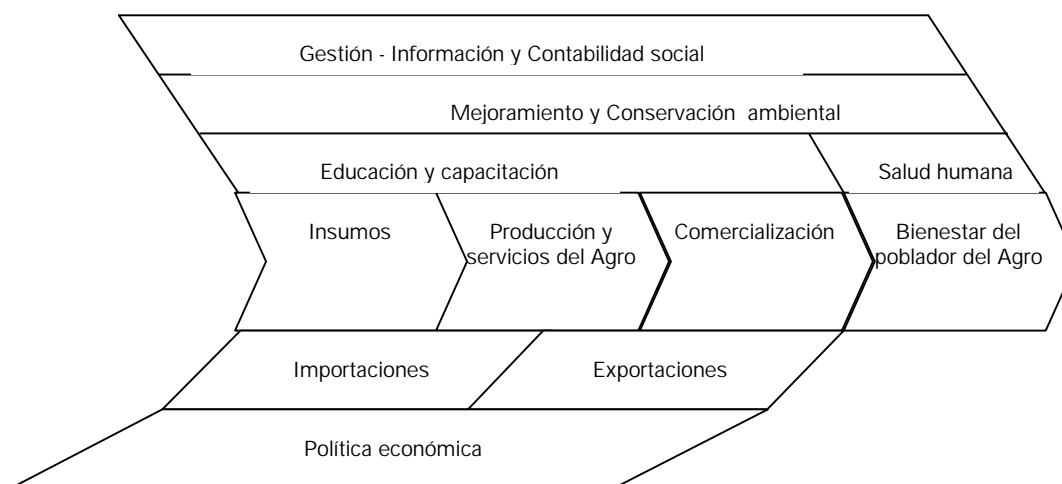 Gestión - Información y Contabilidad social
Mejoramiento y Conservación ambiental
Educación y capacitación
Salud humana
Insumos
Producción y
servicios del Agro
Comercialización
Bienestar del
poblador del Agro
Importaciones
Exportaciones
Política económica